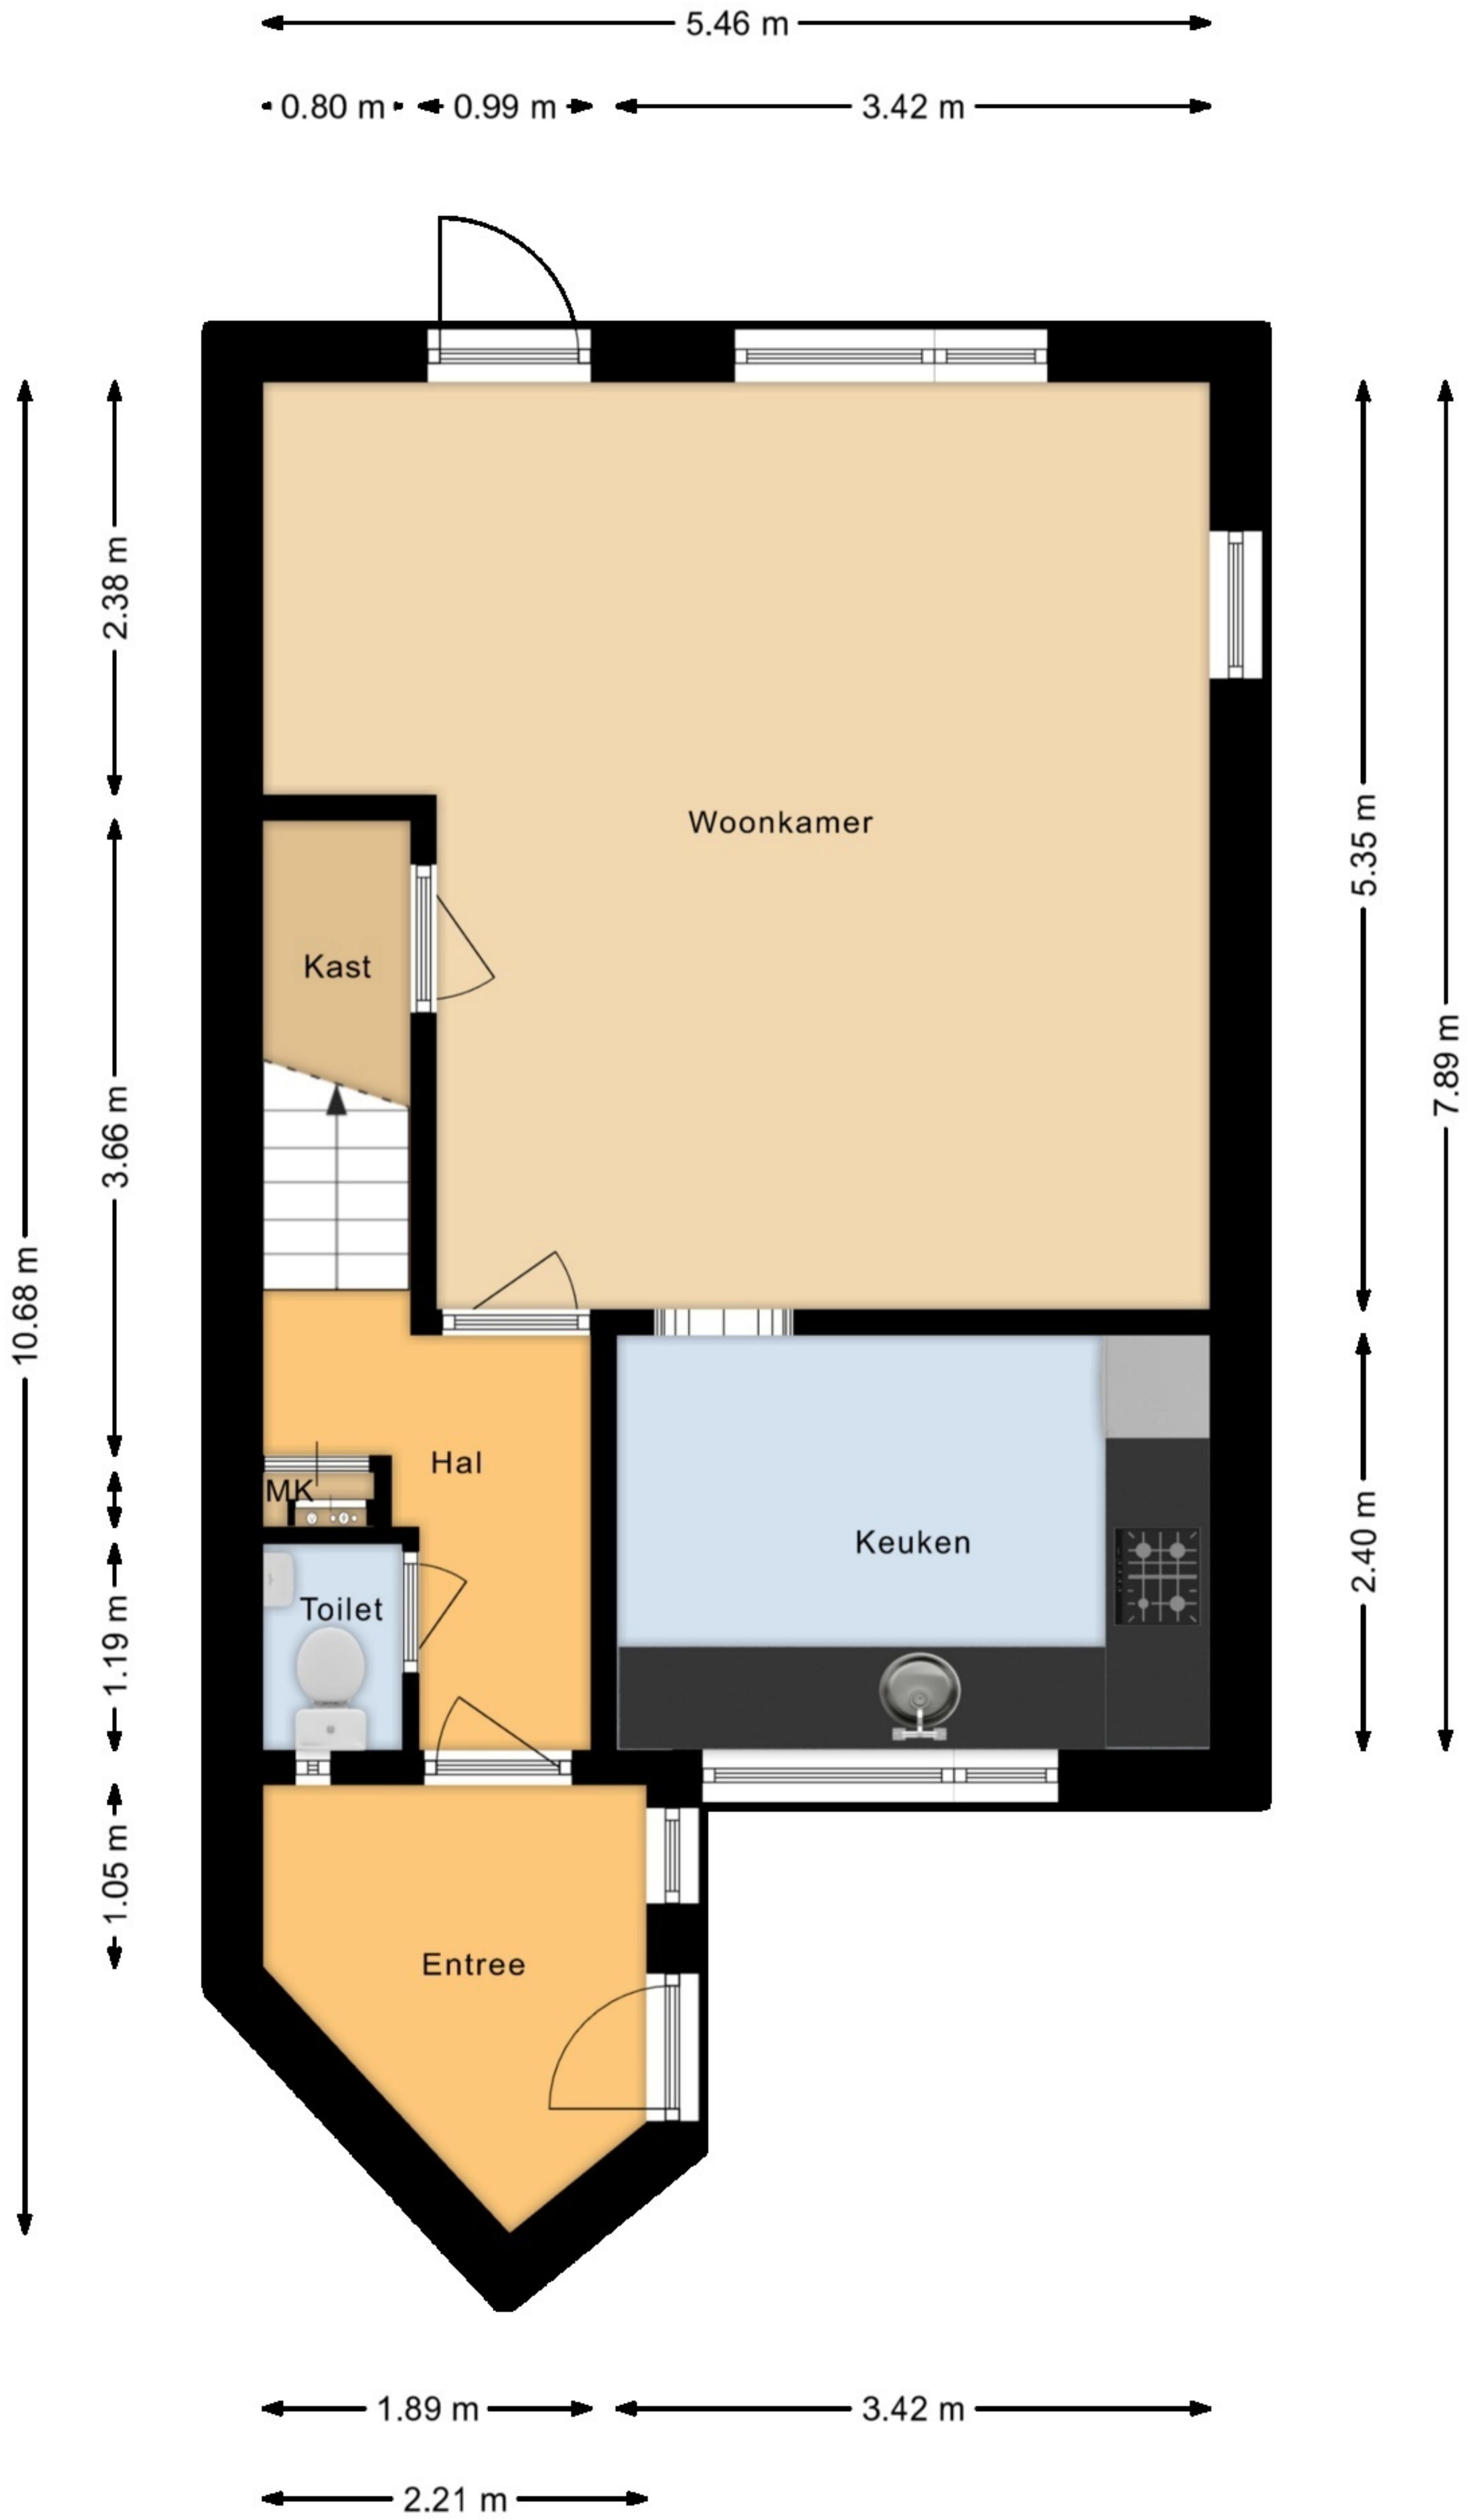 5.46 m
0.80 m
0.99 m
3.42 m
2.38 m
5.35 m
Woonkamer
Kast
7.89 m
3.66 m
10.68 m
Hal
MK
Keuken
2.40 m
Toilet
1.19 m
1.05 m
Entree
1.89 m
3.42 m
2.21 m